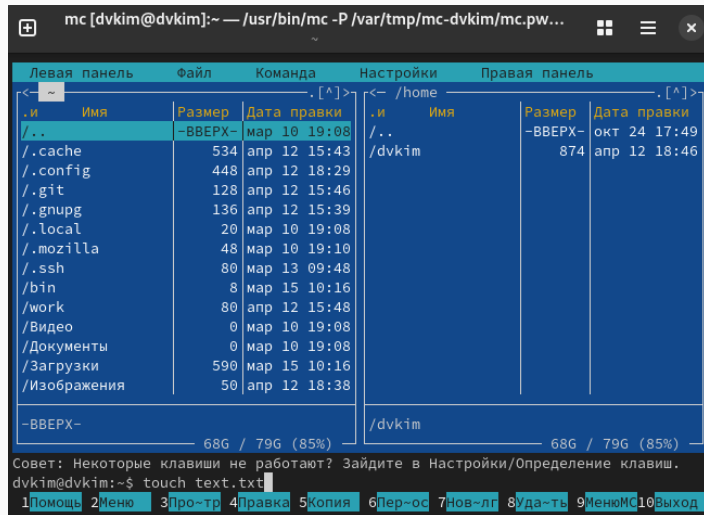 mc [dvkim@dvkim]:~ — /usr/bin/mc -P /var/tmp/mc-dvkim/mc.pw…
~
Левая панель Файл Команда Настройки Правая панель
<— ~ .[^]> <— /home .[^]>
.и Имя Размер Дата правки .и Имя Размер Дата правки
/.. -ВВЕРХ- мар 10 19:08 /.. -ВВЕРХ- окт 24 17:49
/.cache 534 апр 12 15:43 /dvkim 874 апр 12 18:46
/.config 448 апр 12 18:29
/.git 128 апр 12 15:46
/.gnupg 136 апр 12 15:39
/.local 20 мар 10 19:08
/.mozilla 48 мар 10 19:10
/.ssh 80 мар 13 09:48
/bin 8 мар 15 10:16
/work 80 апр 12 15:48
/Видео 0 мар 10 19:08
/Документы 0 мар 10 19:08
/Загрузки 590 мар 15 10:16
/Изображения 50 апр 12 18:38
-ВВЕРХ- /dvkim
68G / 79G (85%) 68G / 79G (85%)
Совет: Некоторые клавиши не работают? Зайдите в Настройки/Определение клавиш.
dvkim@dvkim:~$ touch text.txt
1Помощь 2Меню 3Про~тр 4Правка 5Копия 6Пер~ос 7Нов~лг 8Уда~ть 9МенюMC 10Выход